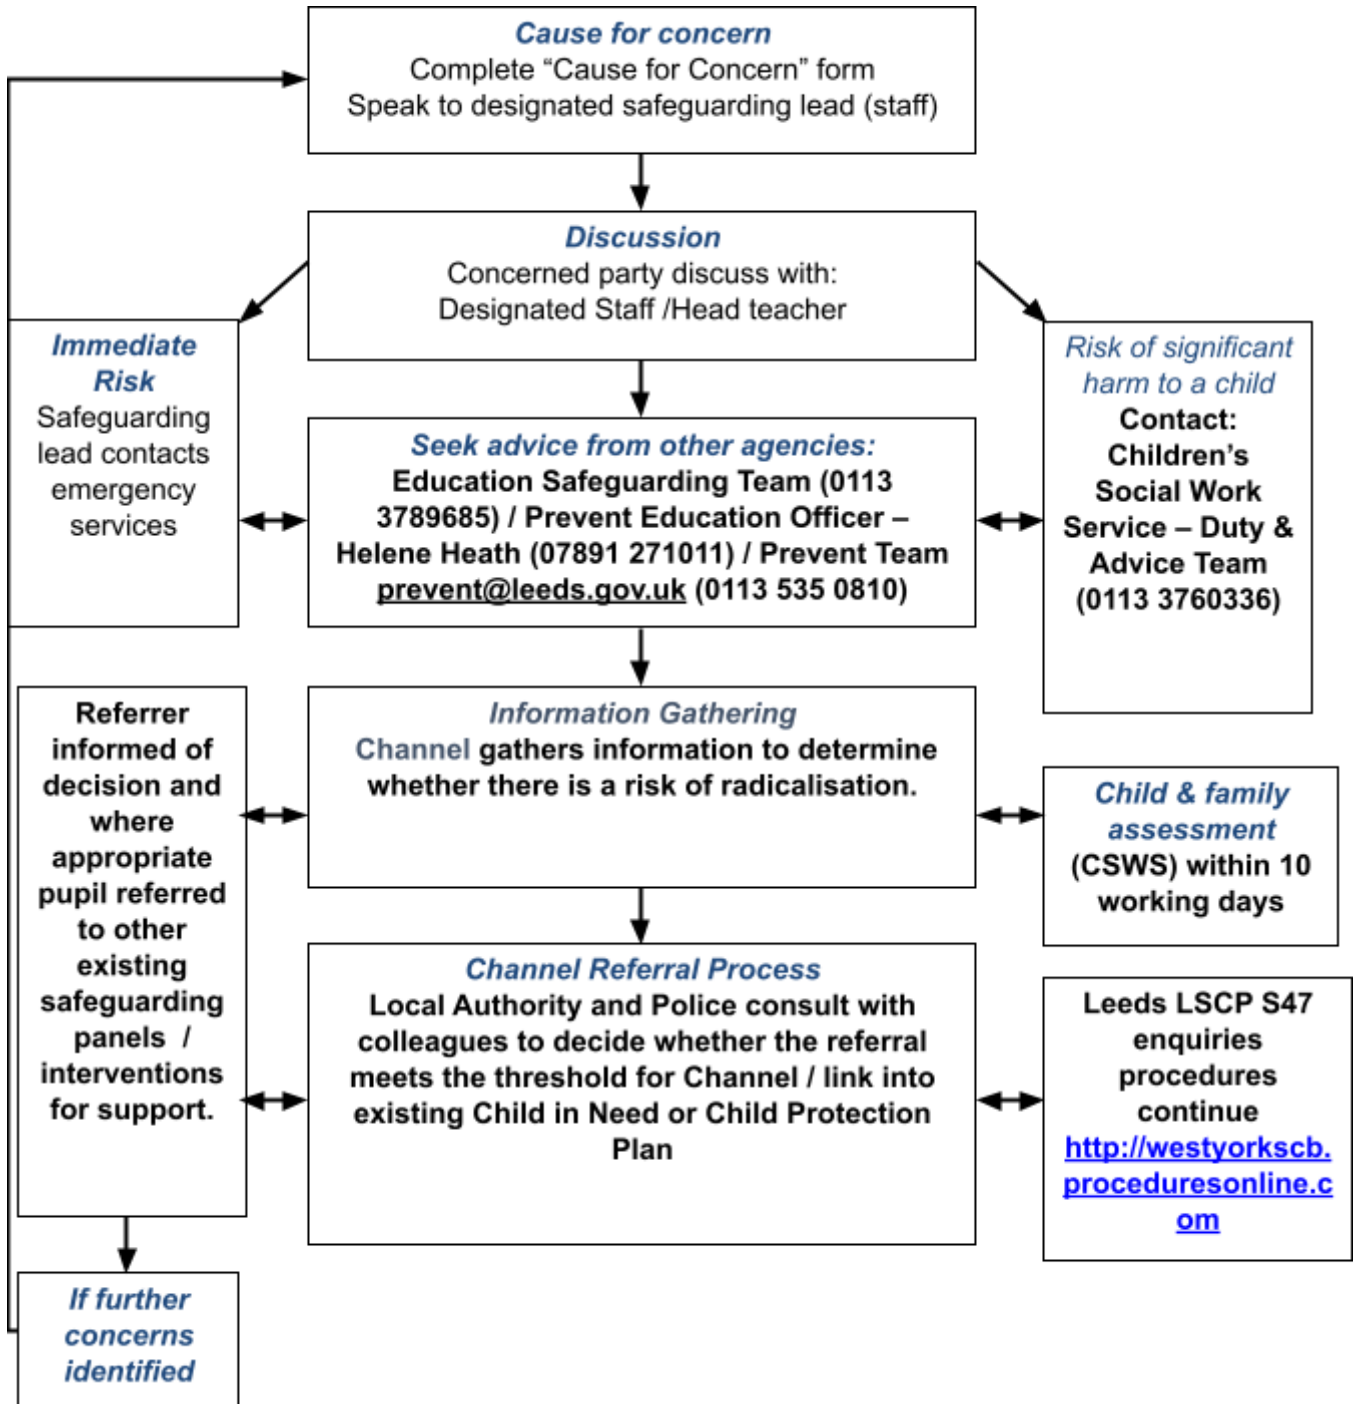 Cause for concern
Complete “Cause for Concern” form
Speak to designated safeguarding lead (staff)
Discussion
Concerned party discuss with:
Designated Staff /Head teacher
Immediate
Risk
Safeguarding
lead contacts
emergency
services
Seek advice from other agencies:
Education Safeguarding Team (0113
3789685) / Prevent Education Officer –
Helene Heath (07891 271011) / Prevent Team
prevent@leeds.gov.uk (0113 535 0810)
Risk of significant
harm to a child
Contact:
Children’s
Social Work
Service – Duty &
Advice Team
(0113 3760336)
Referrer
informed of
decision and
where
appropriate
pupil referred
to other
existing
safeguarding
panels  /
interventions
for support.
Information Gathering
Channel gathers information to determine
whether there is a risk of radicalisation.
Child & family
assessment
(CSWS) within 10
working days
Channel Referral Process
Local Authority and Police consult with
colleagues to decide whether the referral
meets the threshold for Channel / link into
existing Child in Need or Child Protection
Plan
Leeds LSCP S47
enquiries
procedures
continue
http://westyorkscb.
proceduresonline.c
om
If further
concerns
identified